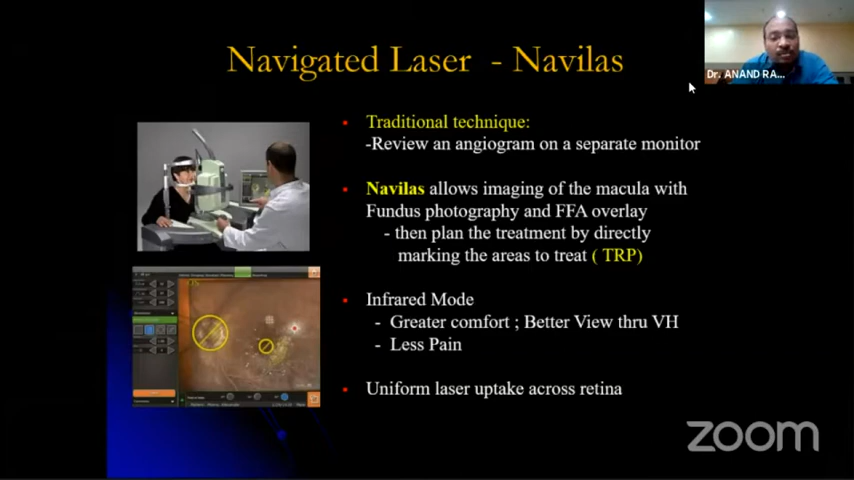 Navigated Laser - Navilas
Dr. ANAND RA...
Traditional technique:
-Review an angiogram on a separate monitor
Navilas allows imaging of the macula with
Fundus photography and FFA overlay
- then plan the treatment by directly
marking the areas to treat ( TRP)
Infrared Mode
- Greater comfort ; Better View thru VH
- Less Pain
Uniform laser uptake across retina
zoom